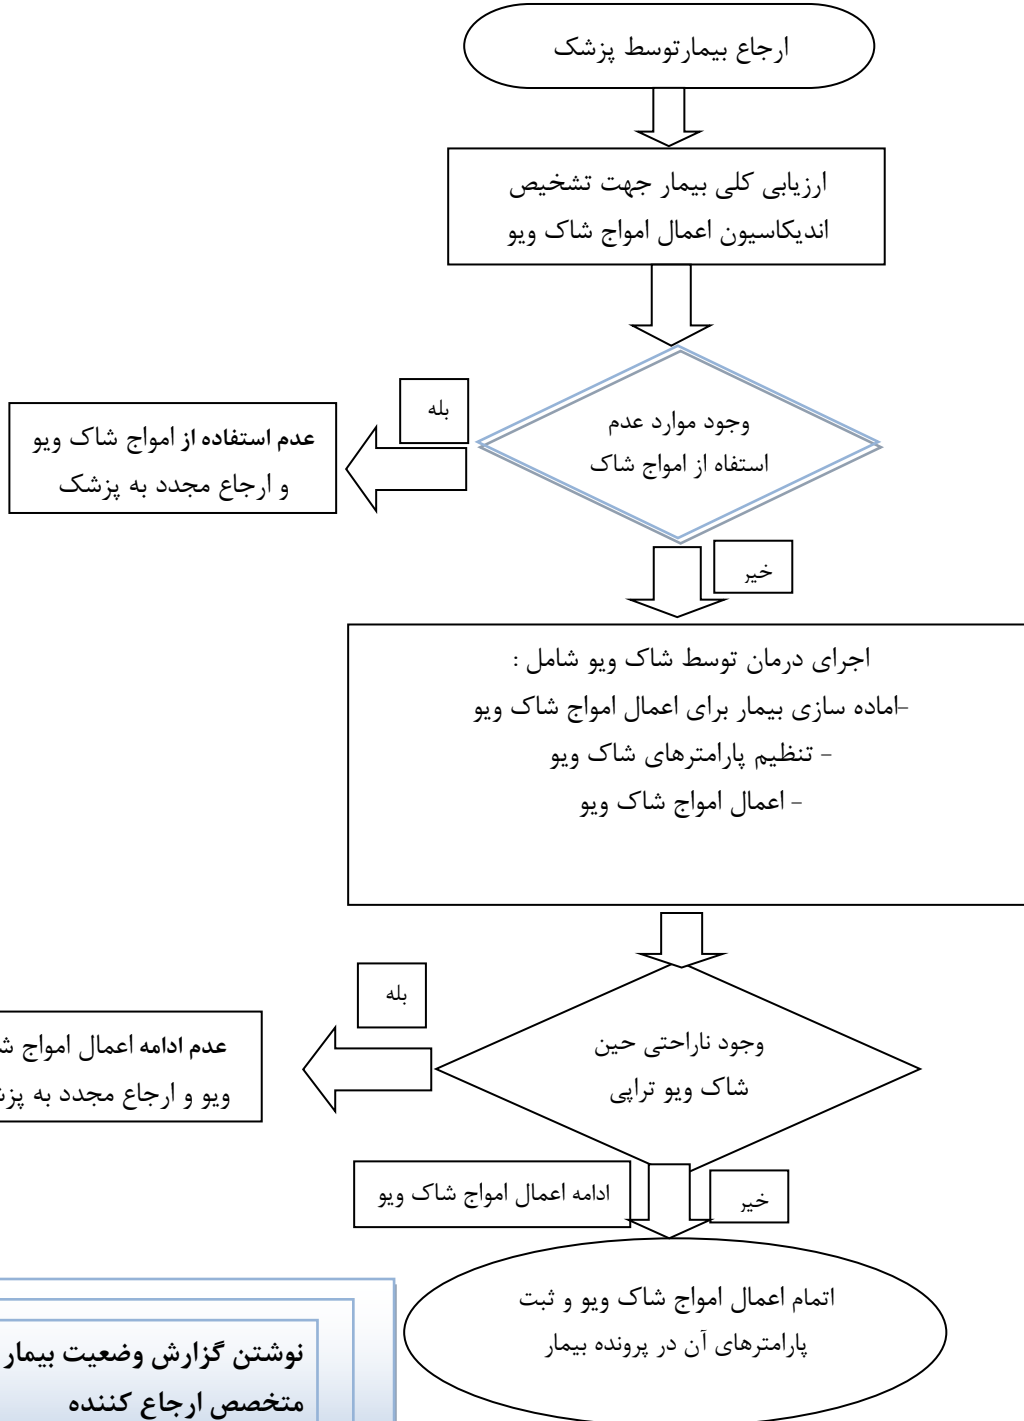 ارجاع بیمارتوسط پزشک
ارزیابی کلی بیمار جهت تشخیص
اندیکاسیون اعمال امواج شاک ویو
وجود موارد عدم
استفاه از امواج شاک
بله
عدم استفاده از امواج شاک ویو
و ارجاع مجدد به پزشک
خیر
اجرای درمان توسط شاک ویو شامل :
-اماده سازی بیمار برای اعمال امواج شاک ویو
- تنظیم پارامترهای شاک ویو
- اعمال امواج شاک ویو
وجود ناراحتی حین
شاک ویو تراپی
بله
عدم ادامه اعمال امواج
ویو و ارجاع مجدد به
خیر
ادامه اعمال امواج شاک ویو
اتمام اعمال امواج شاک ویو و ثبت
پارامترهای آن در پرونده بیمار
نوشتن گزارش وضعیت بیمار
متخصص ارجاع کننده